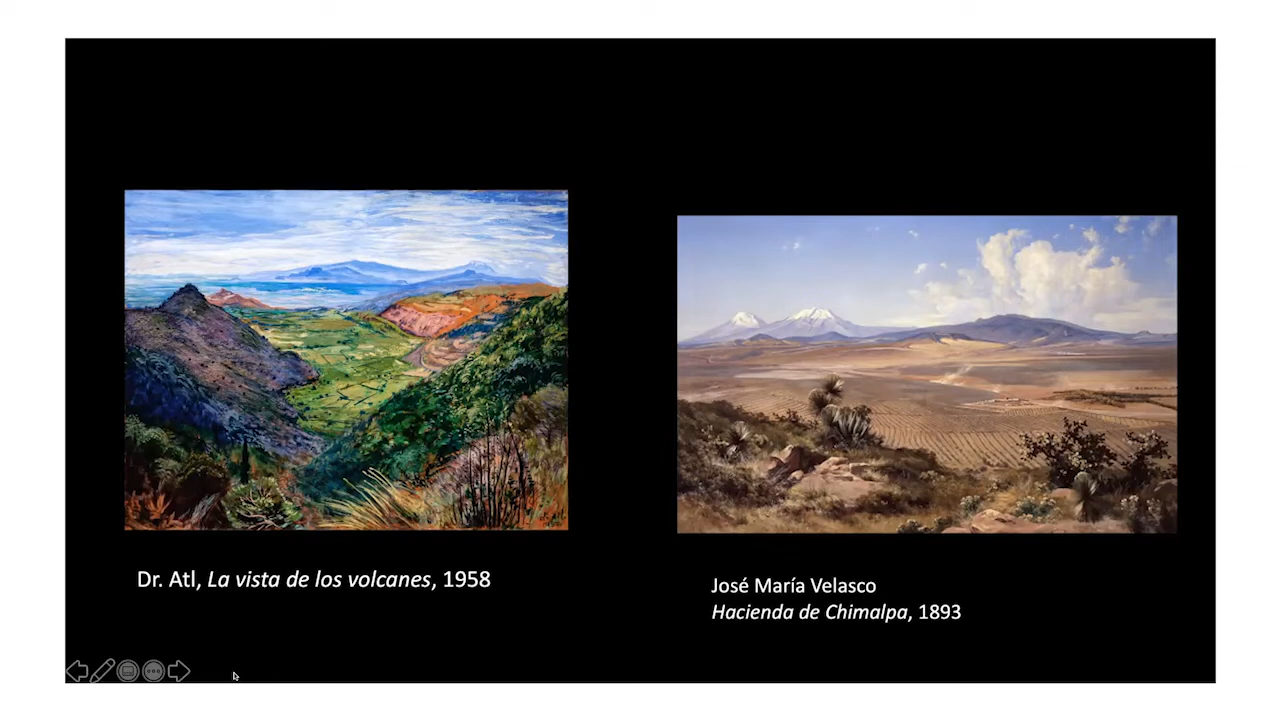 Dr. Atl, La vista de los volcanes, 1958
José María Velasco
Hacienda de Chimalpa, 1893